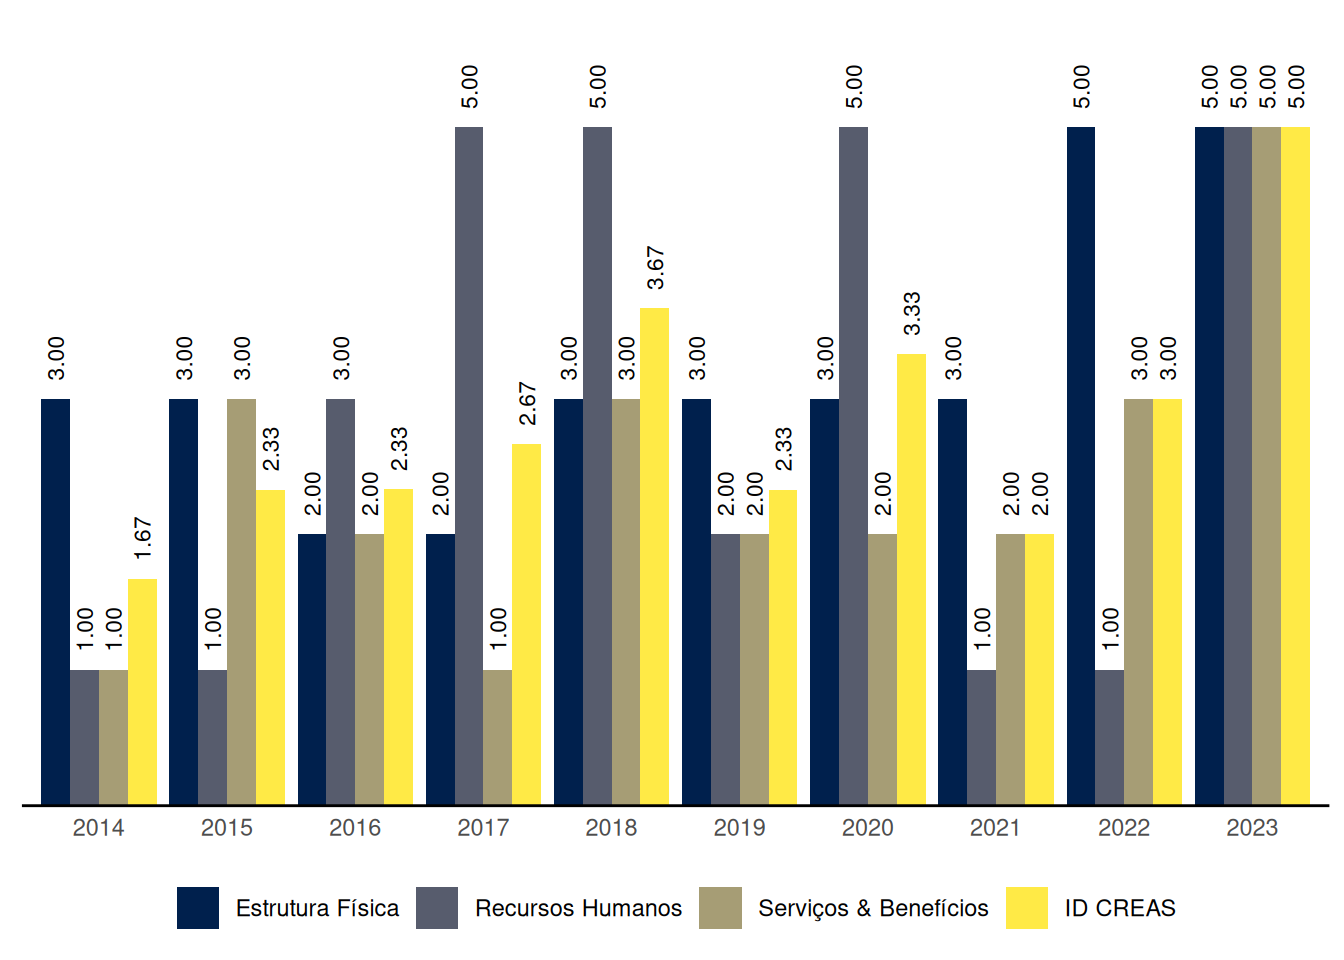 5.00 5.00 5.00 5.00 5.00 5.00 5.00 5.00
3.67
3.33
3.00 3.00 3.00 3.00 3.00 3.00 3.00 3.00 3.00 3.00 3.00
2.67
2.33 2.33 2.33
2.00 2.00 2.00 2.00 2.00 2.00 2.00 2.00
1.67
1.00 1.00 1.00 1.00 1.00 1.00
2014 2015 2016 2017 2018 2019 2020 2021 2022 2023
Estrutura Física Recursos Humanos Serviços & Benefícios ID CREAS